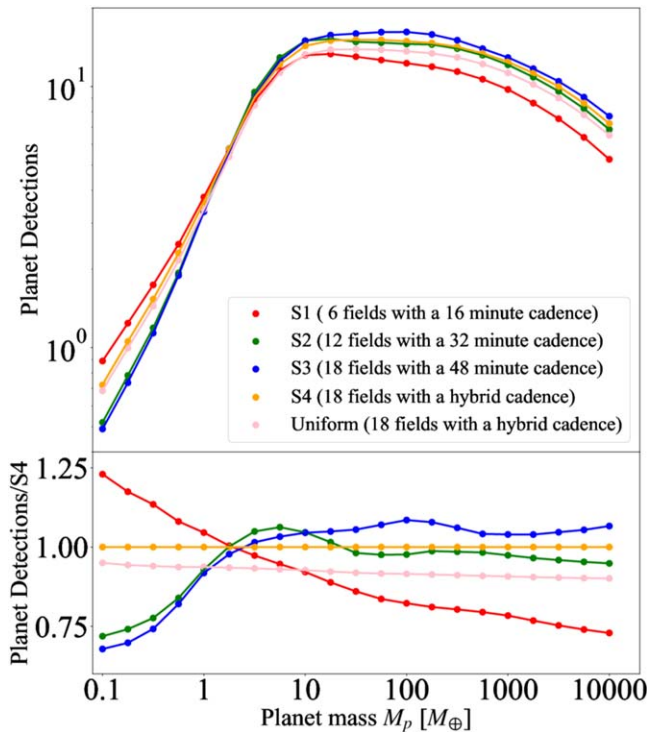 Planet Detections
10¹
10⁰
S1 ( 6 fields with a 16 minute cadence)
S2 (12 fields with a 32 minute cadence)
S3 (18 fields with a 48 minute cadence)
S4 (18 fields with a hybrid cadence)
Uniform (18 fields with a hybrid cadence)
Planet Detections/S4
1.25
1.00
0.75
0.1 1 10 100 1000 10000
Planet mass Mₚ [M⊕]